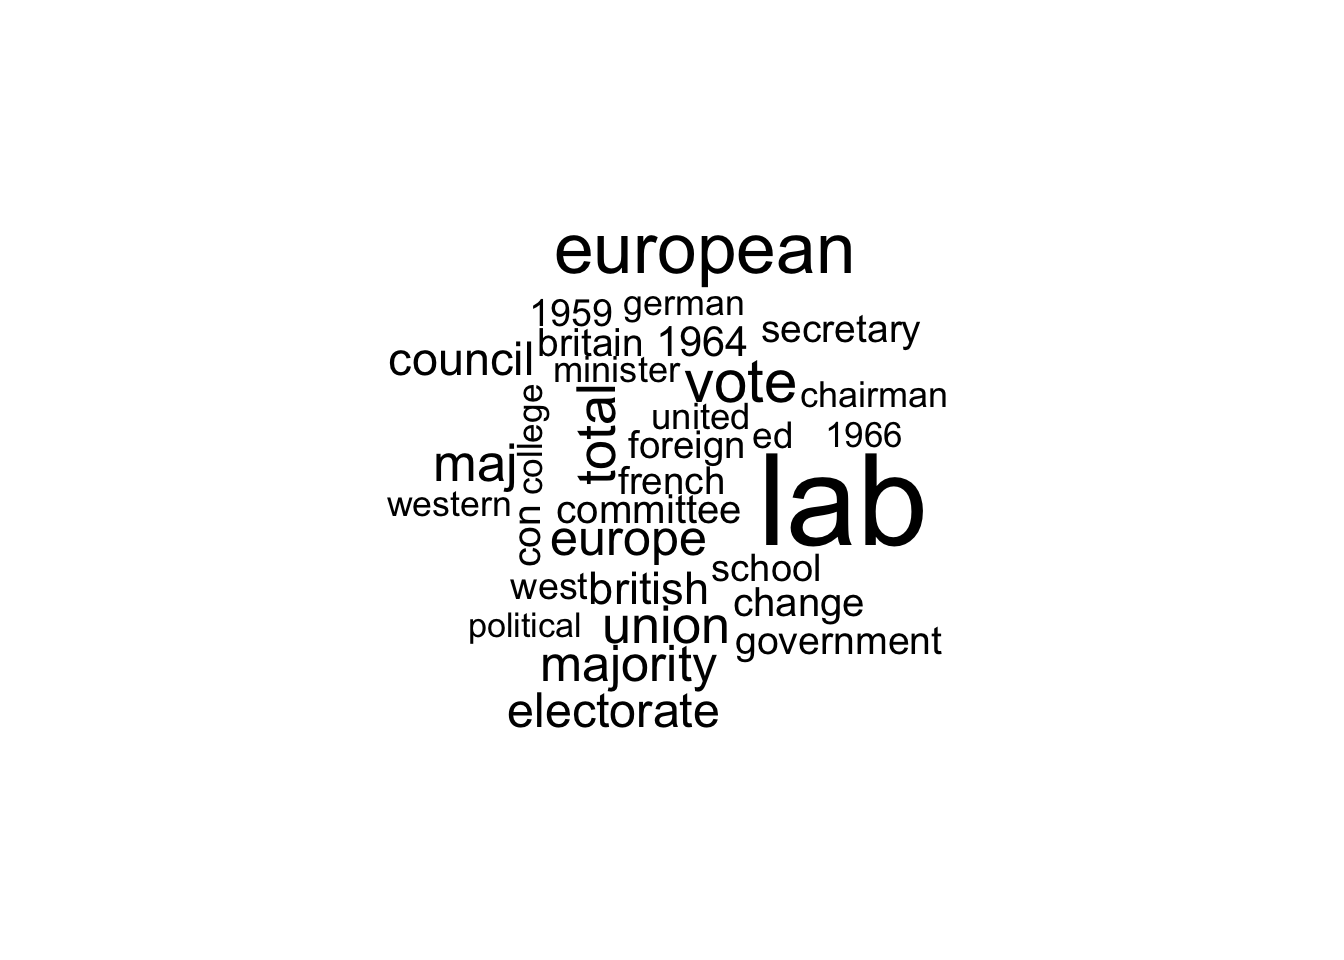 european
1959 german
britain 1964 secretary
council minister vote chairman
college total united
foreign ed 1966
maj french lab
western con committee
europe
school
west british change
political union government
majority
electorate